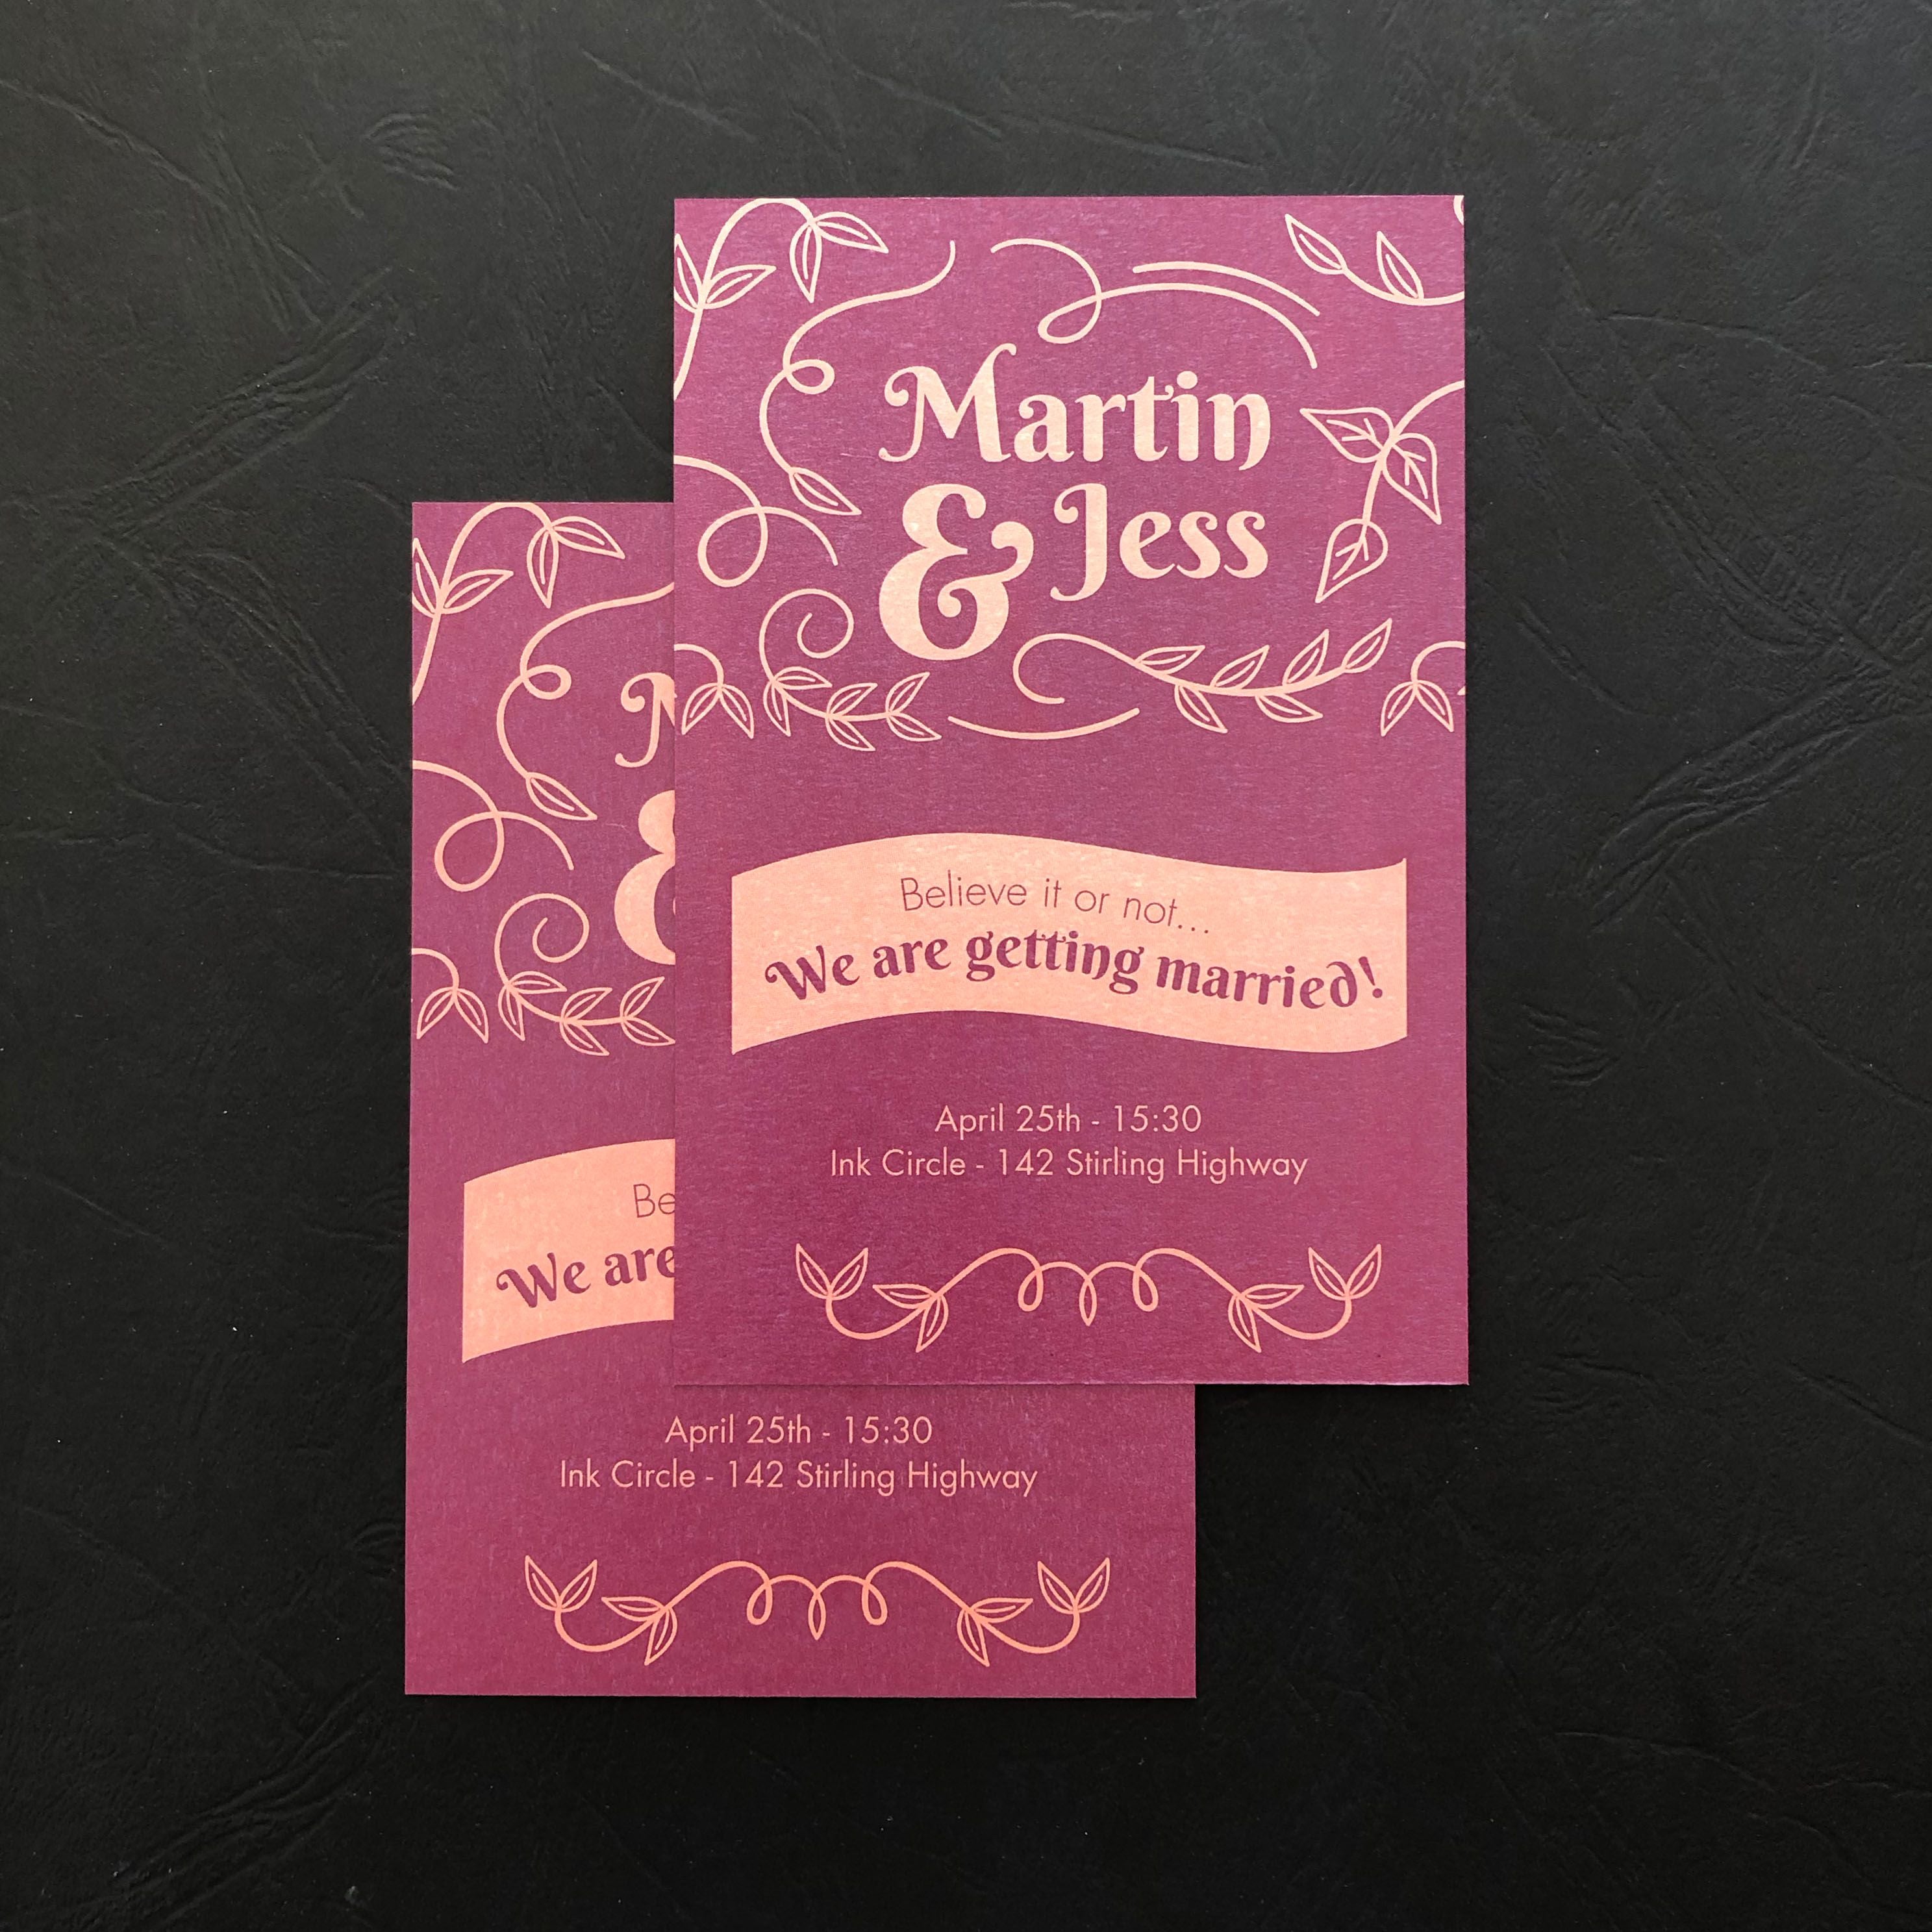 Martin
& Jess
Believe it or not...
We are getting married!
April 25th - 15:30
Ink Circle - 142 Stirling Highway
M
&
Be
We are
April 25th - 15:30
Ink Circle - 142 Stirling Highway